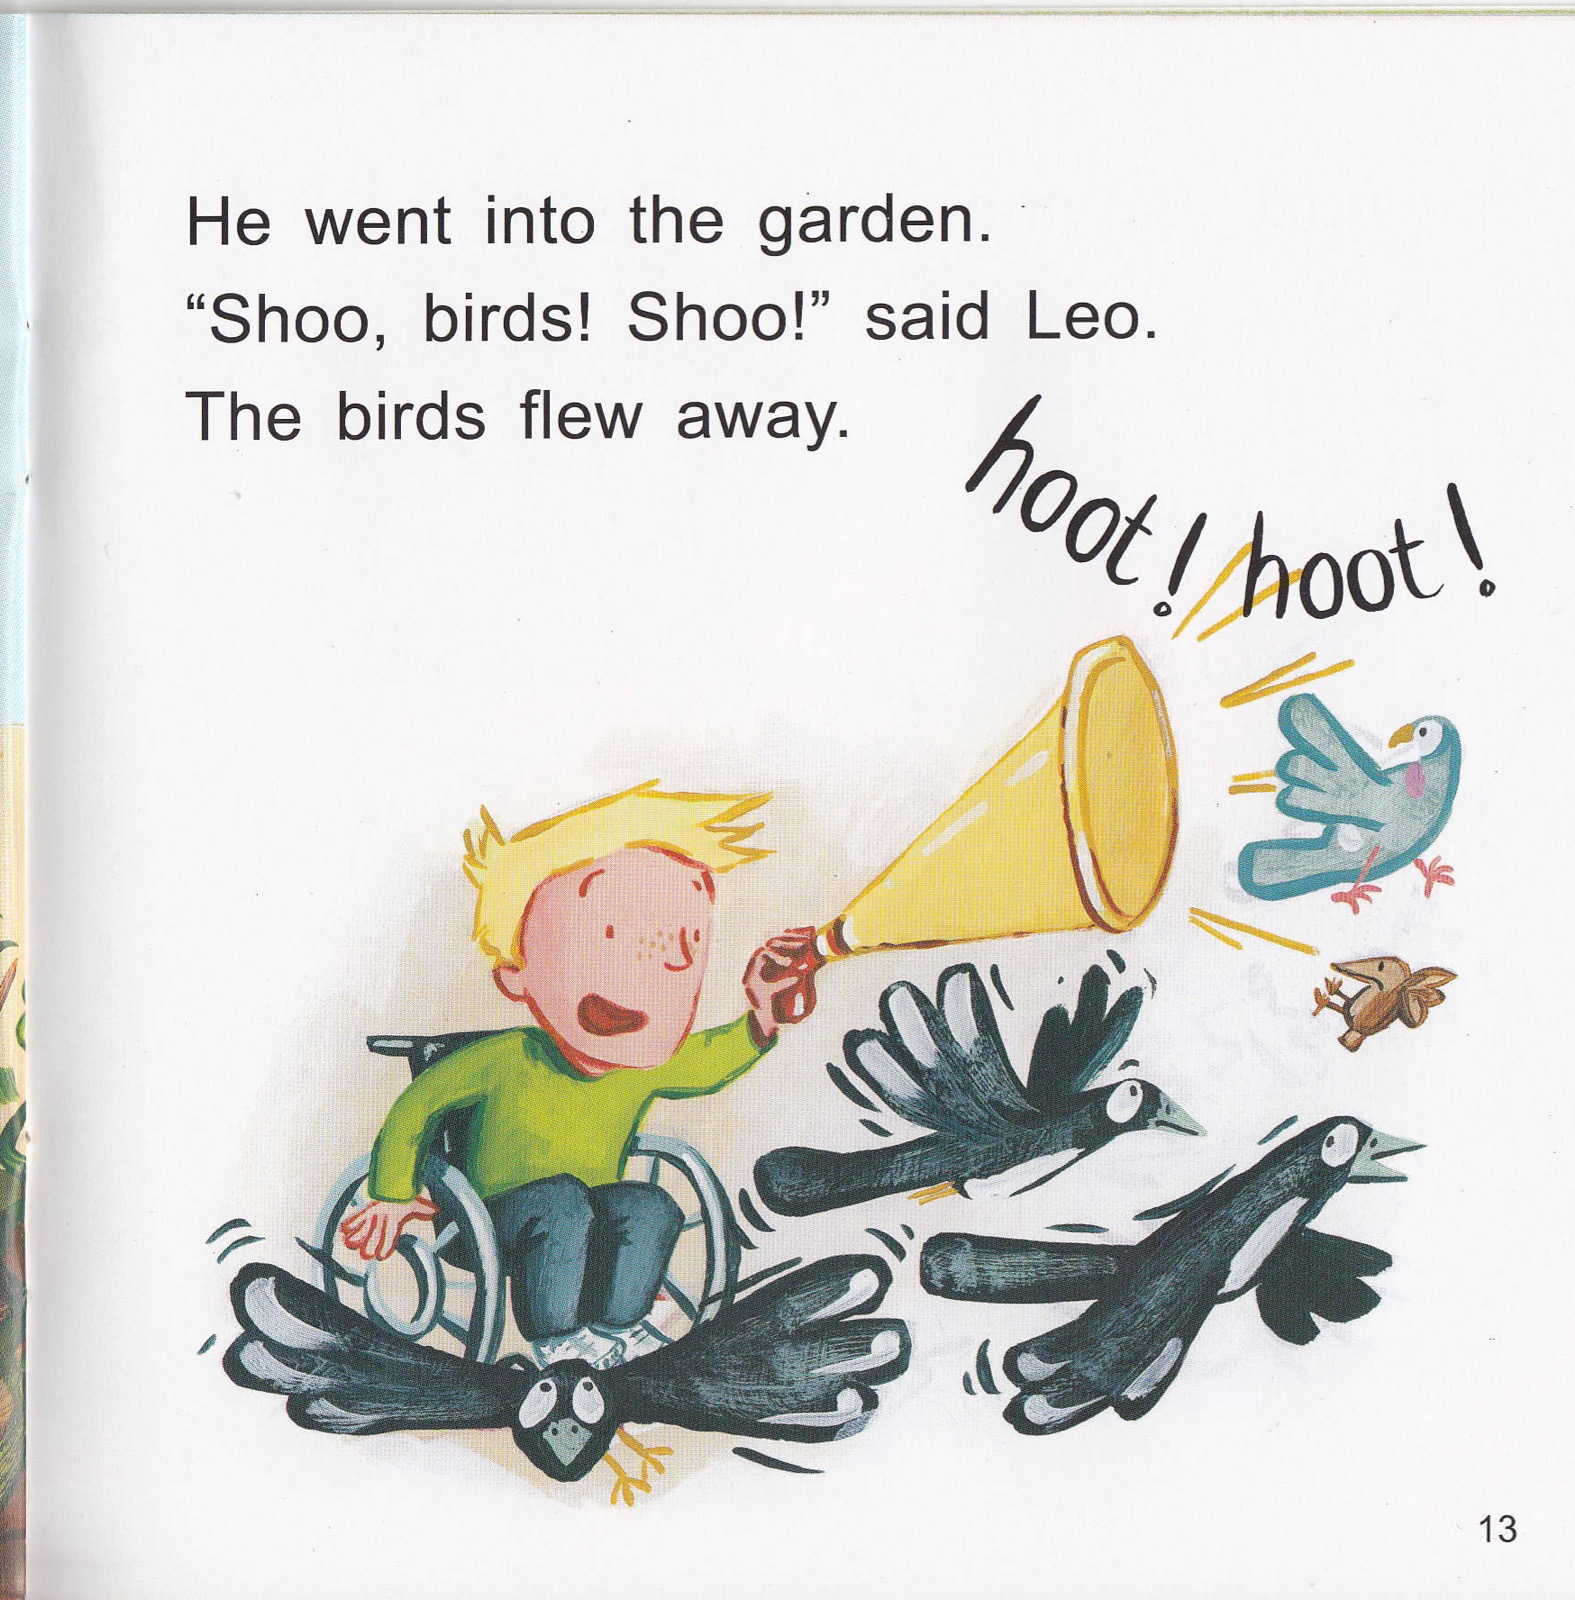 He went into the garden.
“Shoo, birds! Shoo!” said Leo.
The birds flew away.
hoot! hoot!
13